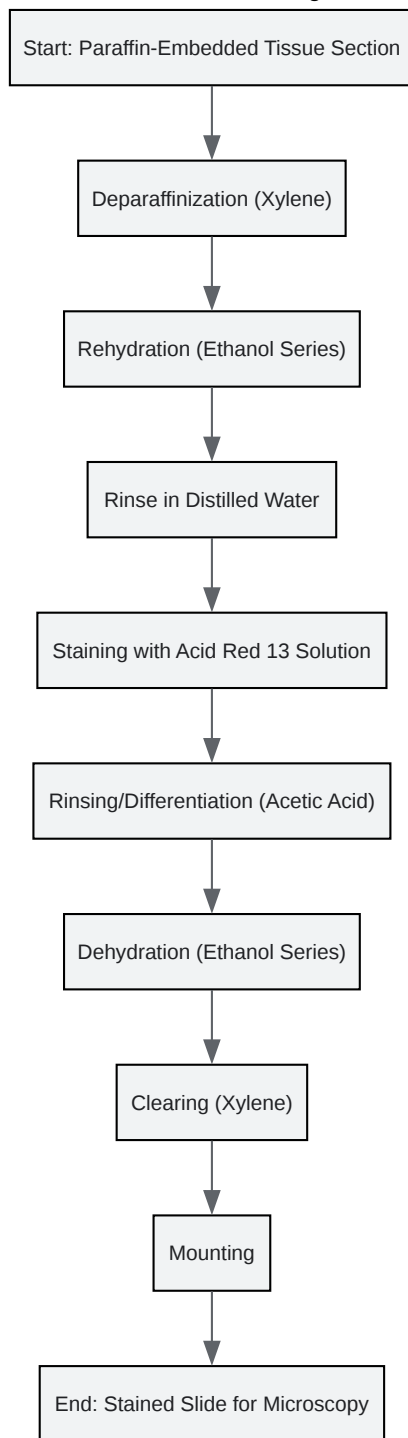 Start: Paraffin-Embedded Tissue Section
Deparaffinization (Xylene)
Rehydration (Ethanol Series)
Rinse in Distilled Water
Staining with Acid Red 13 Solution
Rinsing/Differentiation (Acetic Acid)
Dehydration (Ethanol Series)
Clearing (Xylene)
Mounting
End: Stained Slide for Microscopy